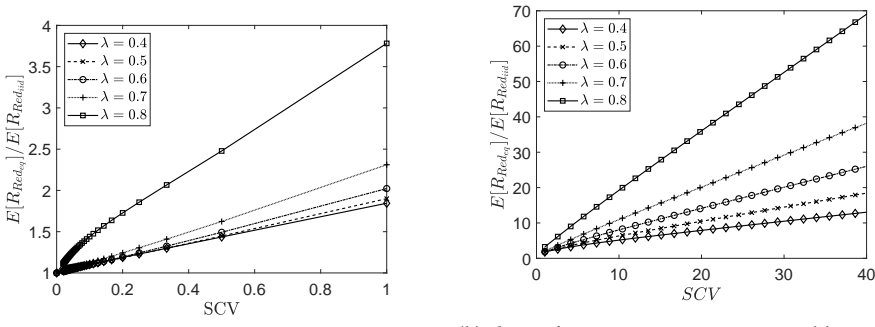 E[R_{Red_{eq}}]/E[R_{Red_{iid}}]
4
3.5
3
2.5
2
1.5
1
λ = 0.4
λ = 0.5
λ = 0.6
λ = 0.7
λ = 0.8
0 0.2 0.4 0.6 0.8 1
SCV
E[R_{Red_{eq}}]/E[R_{Red_{iid}}]
70
60
50
40
30
20
10
0
λ = 0.4
λ = 0.5
λ = 0.6
λ = 0.7
λ = 0.8
0 10 20 30 40
SCV